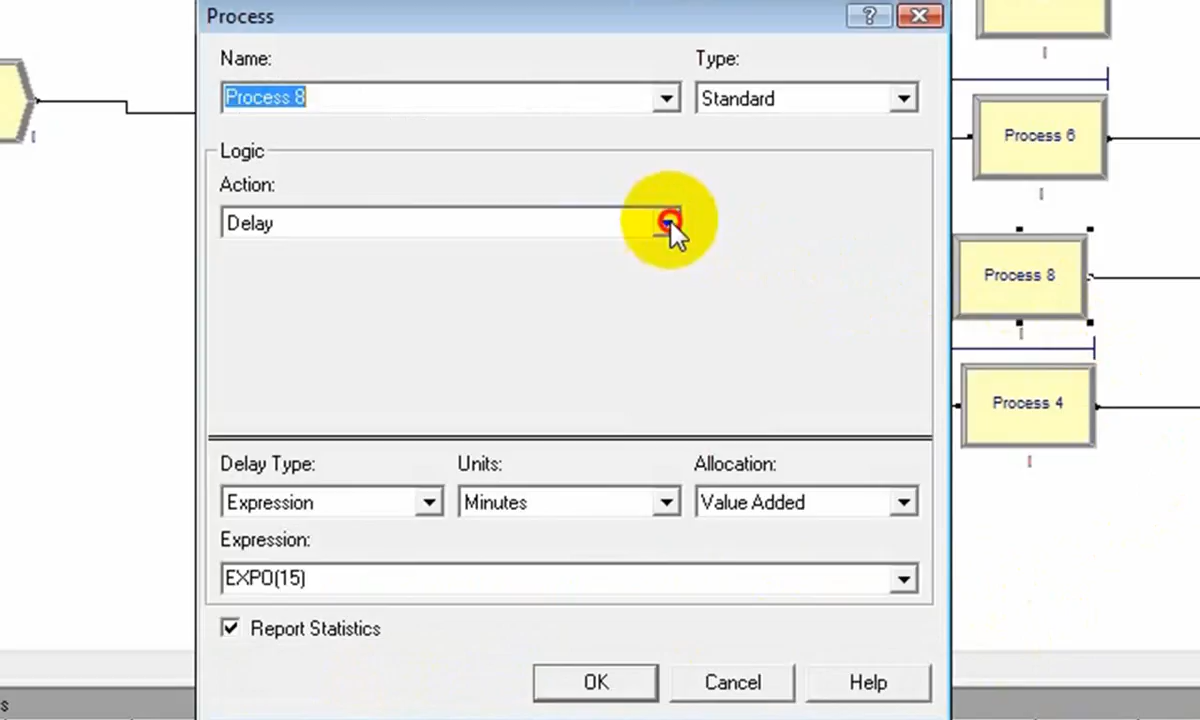 Process
Name:
Type:
Process 8
Standard
Logic
Action:
Delay
Delay Type:
Units:
Allocation:
Expression
Minutes
Value Added
Expression:
EXPO(15)
Report Statistics
OK
Cancel
Help
Process 6
Process 8
Process 4
s